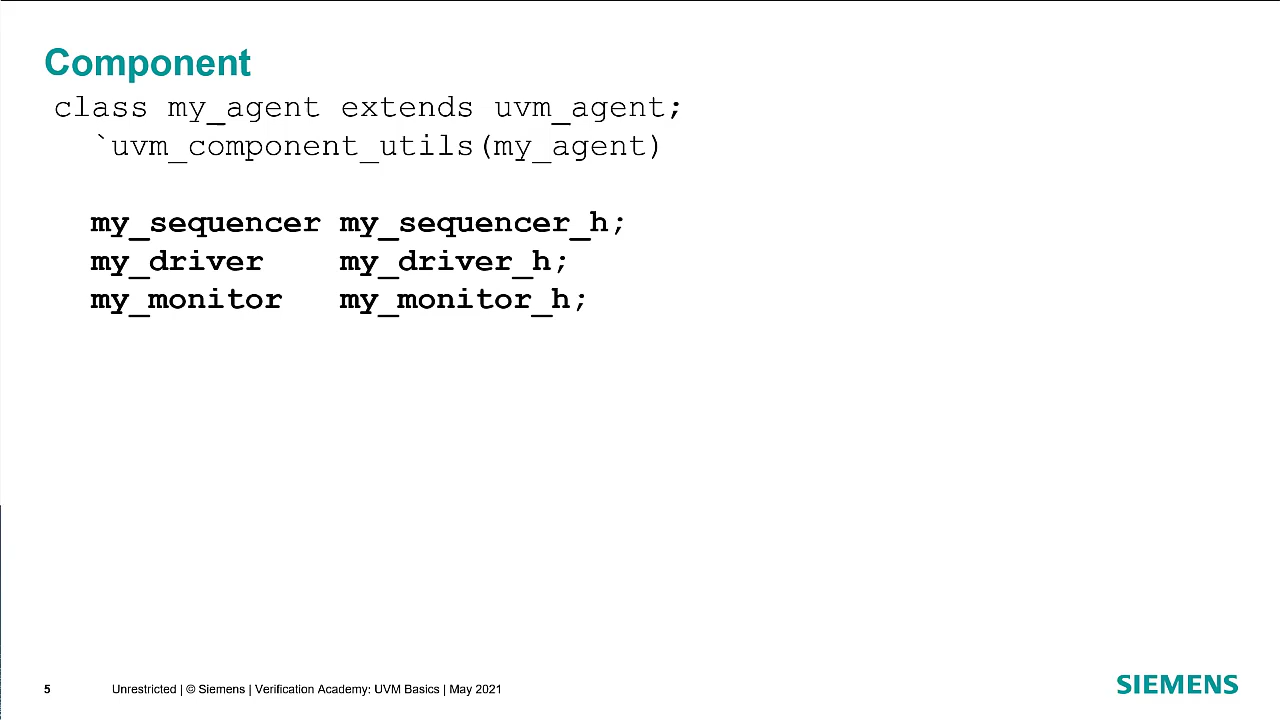 Component
class my_agent extends uvm_agent;
`uvm_component_utils(my_agent)
my_sequencer my_sequencer_h;
my_driver my_driver_h;
my_monitor my_monitor_h;
5 Unrestricted | © Siemens | Verification Academy: UVM Basics | May 2021
SIEMENS